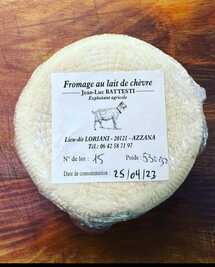 Fromage au lait de chèvre
Jean-Luc BATTESTI
Exploitant agricole
Lieu-dit LORIANI - 20121 - AZZANA
Tél.: 06 42 58 71 97
N° de lot : 15 Poids :
Date de consommation : 25/04/23